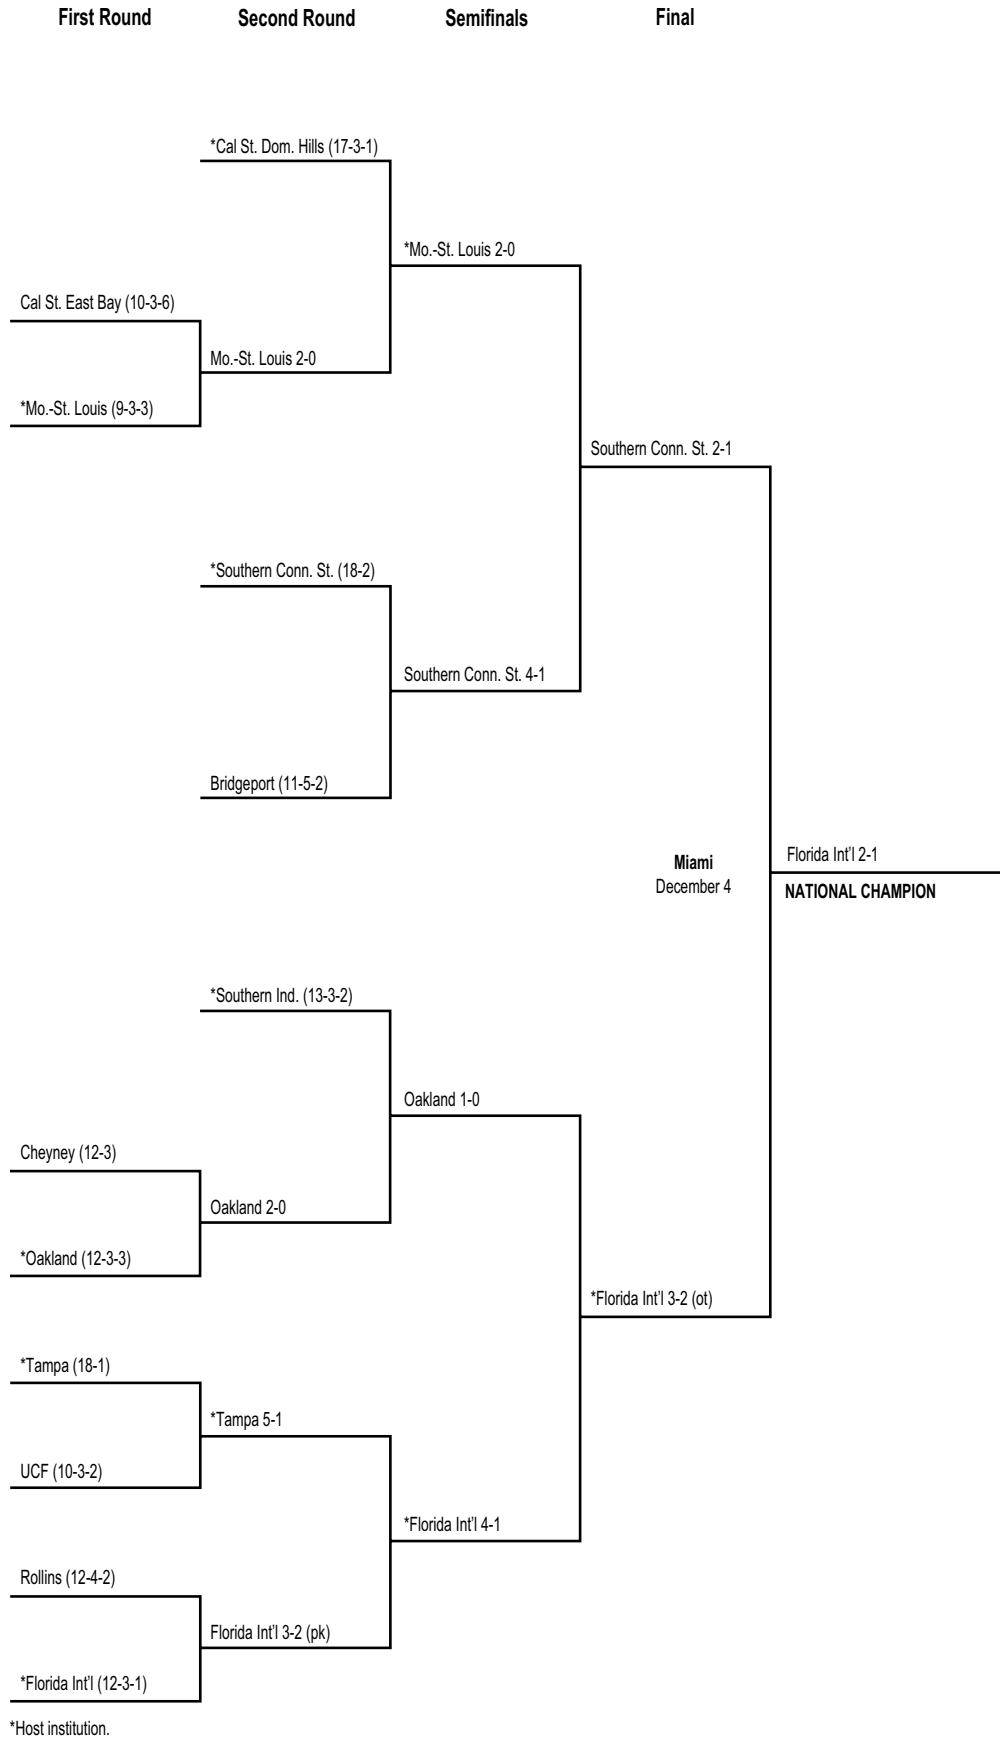 First Round
Second Round
Semifinals
Final
*Cal St. Dom. Hills (17-3-1)
*Mo.-St. Louis 2-0
Cal St. East Bay (10-3-6)
Mo.-St. Louis 2-0
*Mo.-St. Louis (9-3-3)
Southern Conn. St. 2-1
*Southern Conn. St. (18-2)
Southern Conn. St. 4-1
Bridgeport (11-5-2)
Miami
December 4
Florida Int'l 2-1
NATIONAL CHAMPION
*Southern Ind. (13-3-2)
Oakland 1-0
Cheyney (12-3)
Oakland 2-0
*Oakland (12-3-3)
*Florida Int'l 3-2 (ot)
*Tampa (18-1)
*Tampa 5-1
UCF (10-3-2)
*Florida Int'l 4-1
Rollins (12-4-2)
Florida Int'l 3-2 (pk)
*Florida Int'l (12-3-1)
*Host institution.